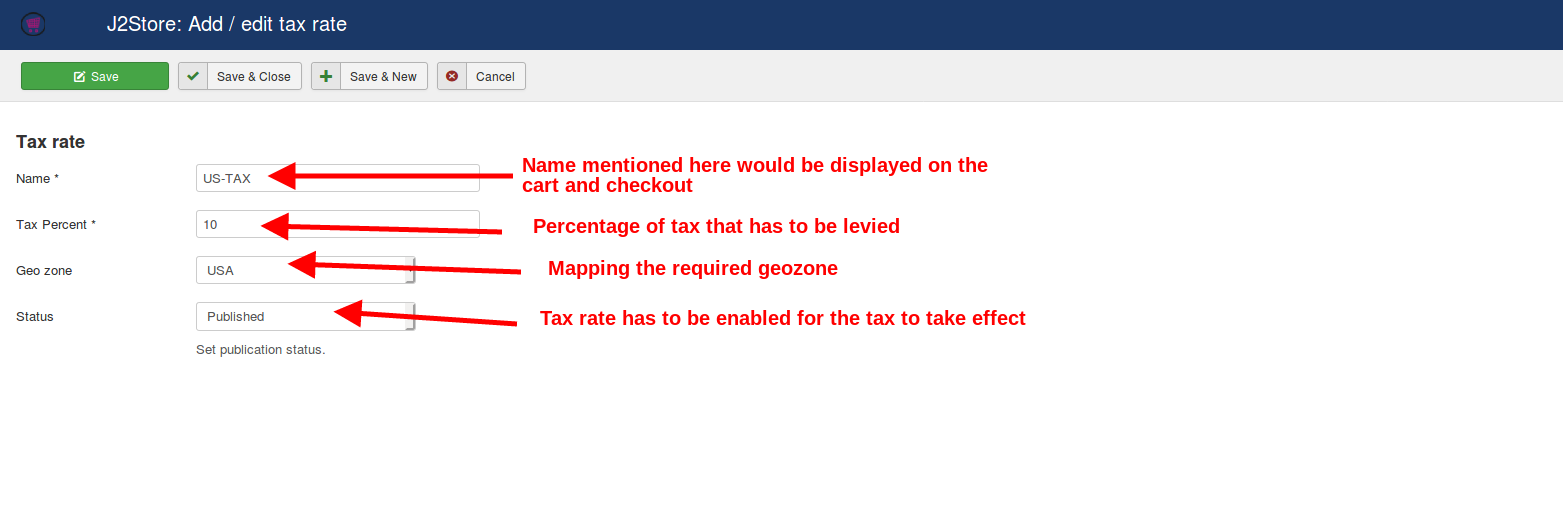 J2Store: Add / edit tax rate
Save
Save & Close
Save & New
Cancel
Tax rate
Name *
US-TAX
Name mentioned here would be displayed on the
cart and checkout
Tax Percent *
10
Percentage of tax that has to be levied
Geo zone
USA
Mapping the required geozone
Status
Published
Tax rate has to be enabled for the tax to take effect
Set publication status.